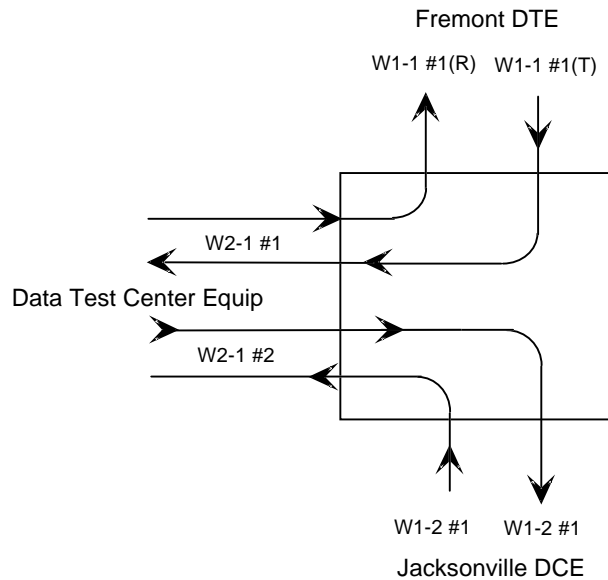 Fremont DTE
W1-1 #1(R) W1-1 #1(T)
W2-1 #1
Data Test Center Equip
W2-1 #2
W1-2 #1 W1-2 #1
Jacksonville DCE